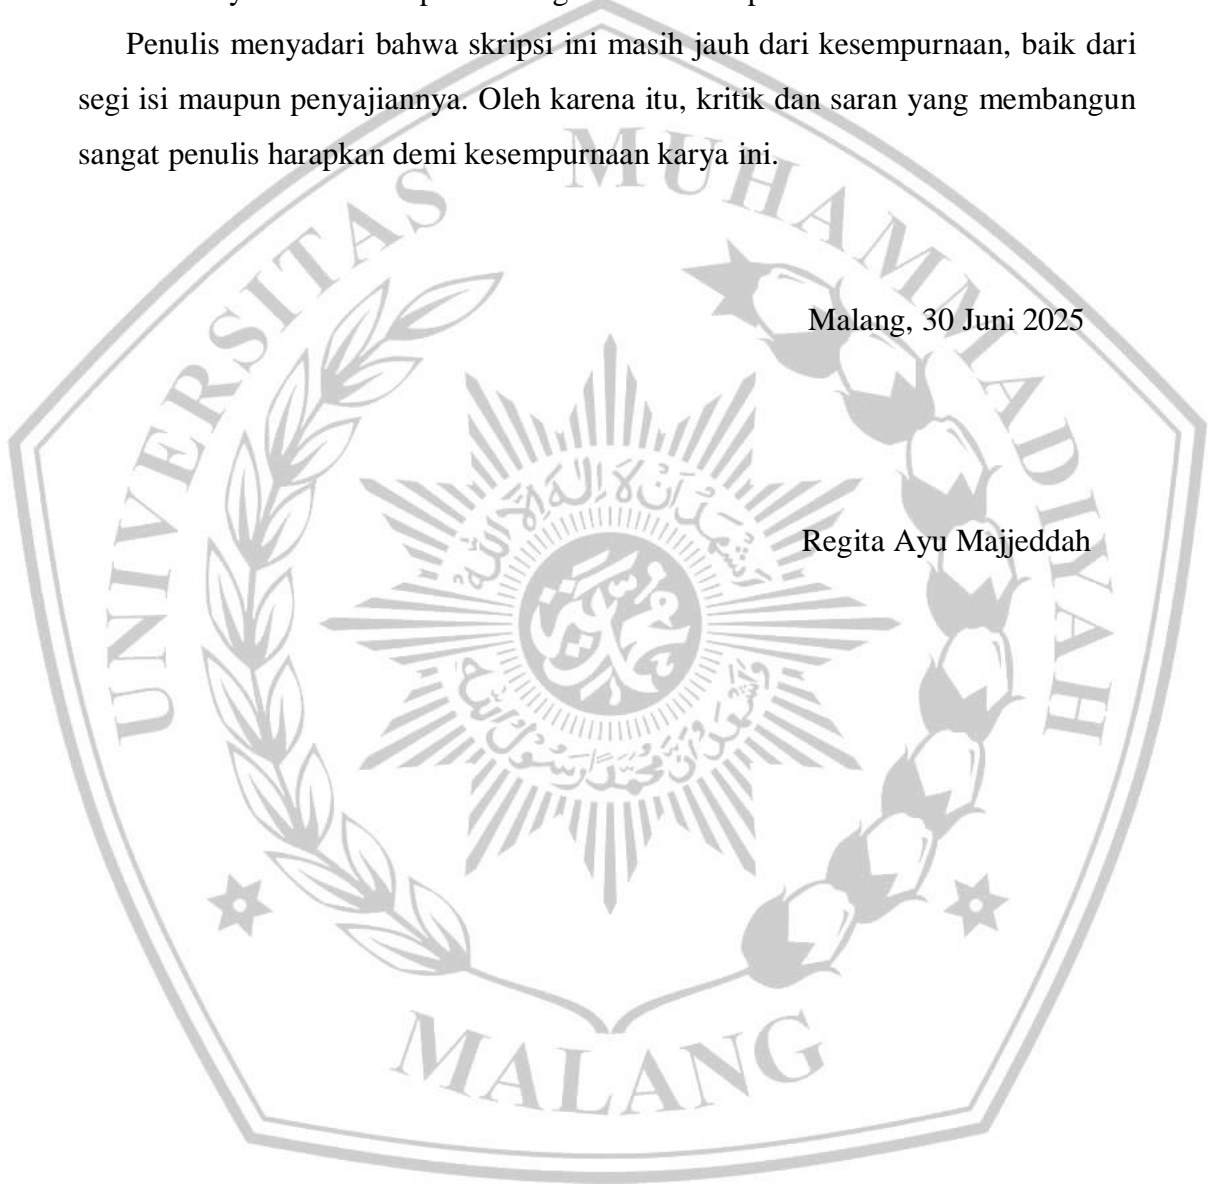 Penulis menyadari bahwa skripsi ini masih jauh dari kesempurnaan, baik dari
segi isi maupun penyajiannya. Oleh karena itu, kritik dan saran yang membangun
sangat penulis harapkan demi kesempurnaan karya ini.
Malang, 30 Juni 2025
Regita Ayu Majjeddah
UNIVERSITAS MUHAMMADIYAH
MALANG